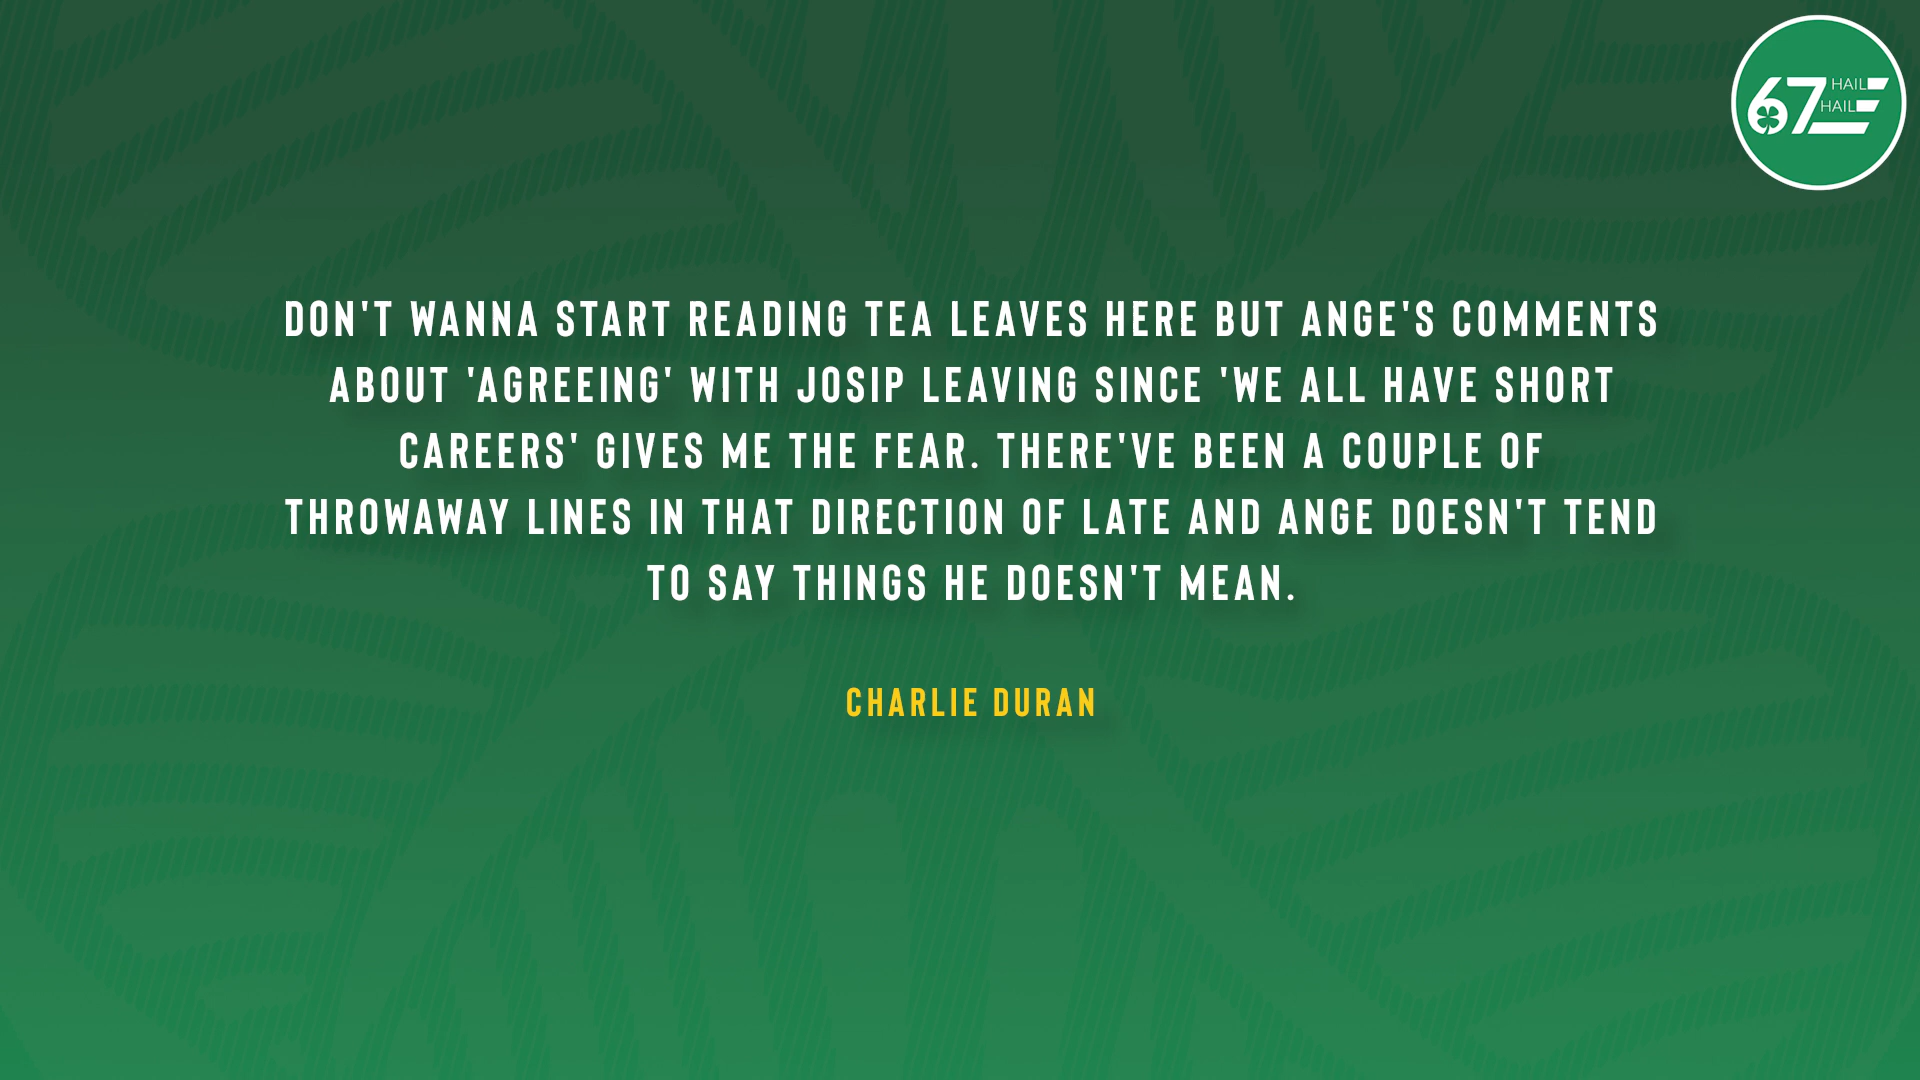 67 HAIL
HAIL
DON'T WANNA START READING TEA LEAVES HERE BUT ANGE'S COMMENTS
ABOUT 'AGREEING' WITH JOSIP LEAVING SINCE 'WE ALL HAVE SHORT
CAREERS' GIVES ME THE FEAR. THERE'VE BEEN A COUPLE OF
THROWAWAY LINES IN THAT DIRECTION OF LATE AND ANGE DOESN'T TEND
TO SAY THINGS HE DOESN'T MEAN.
CHARLIE DURAN